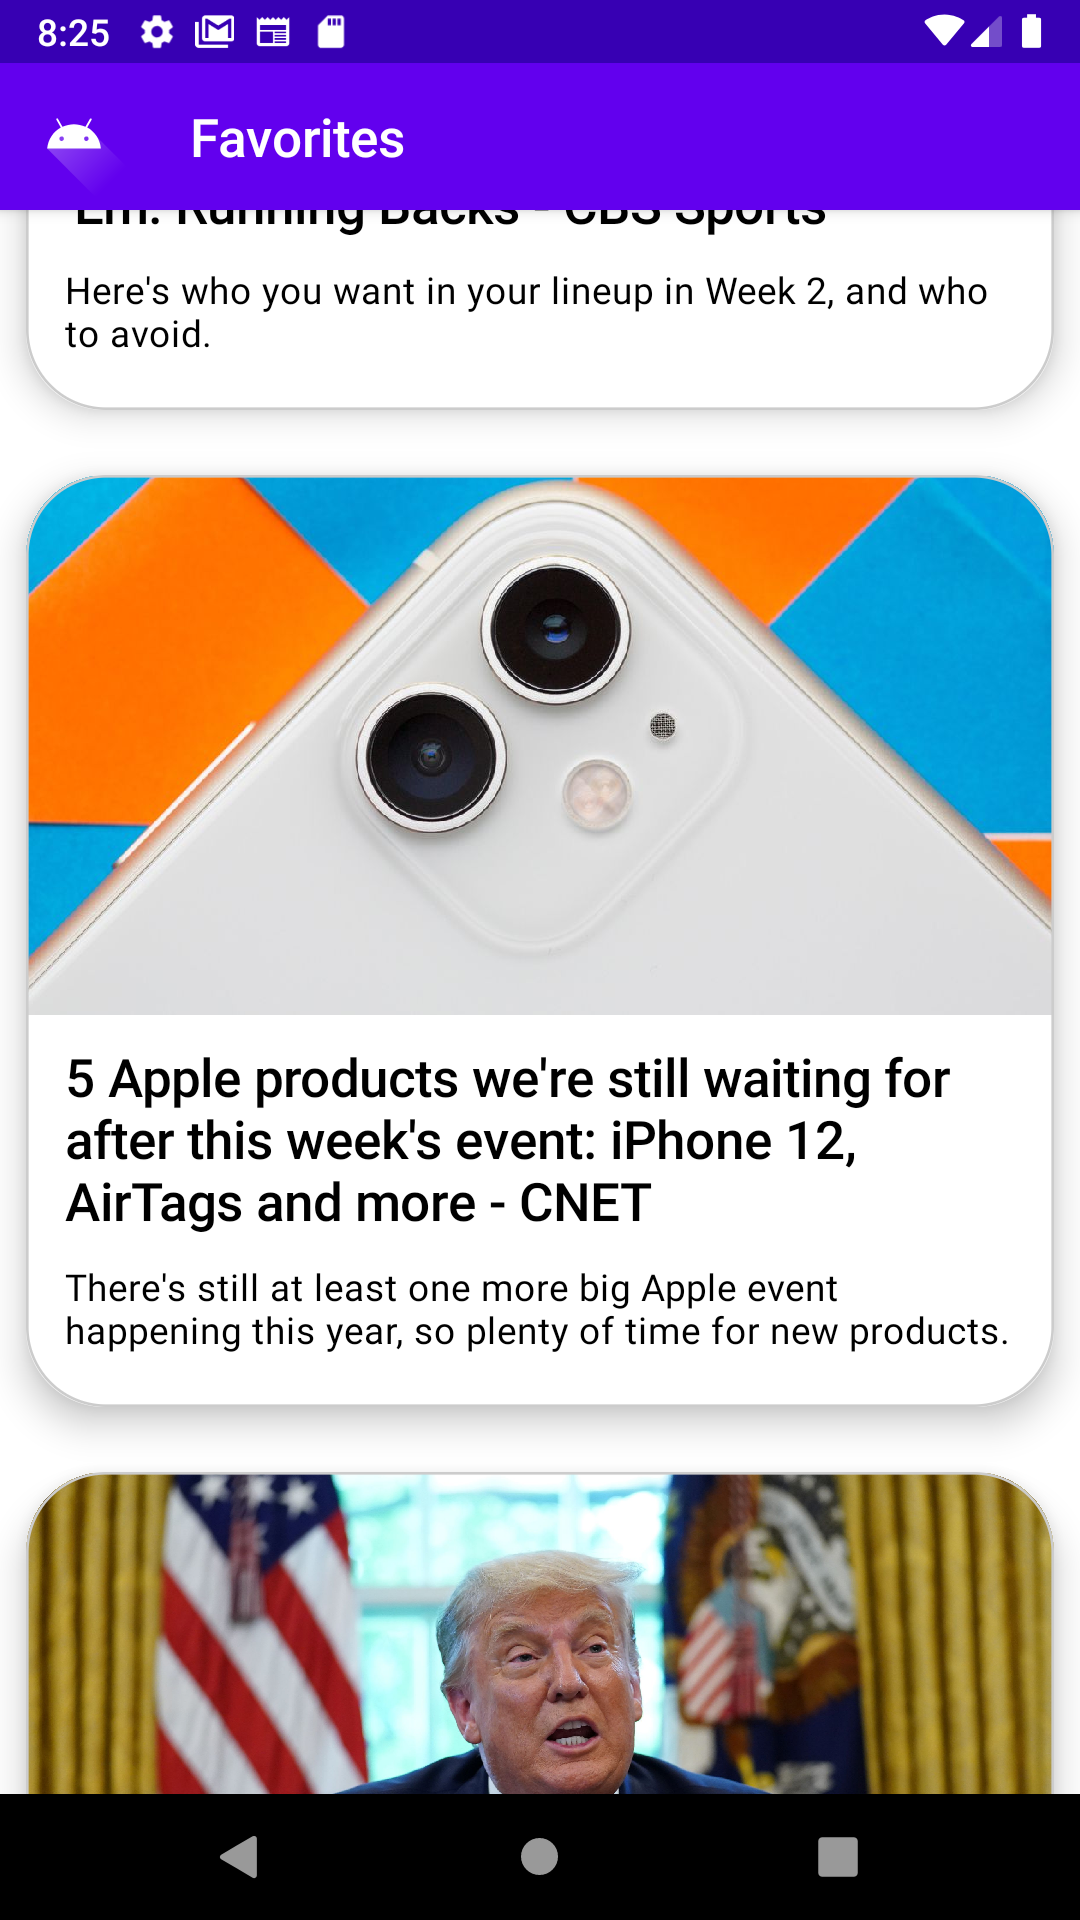 8:25
Favorites
'Em: Running Backs - CBS Sports
Here's who you want in your lineup in Week 2, and who
to avoid.
5 Apple products we're still waiting for
after this week's event: iPhone 12,
AirTags and more - CNET
There's still at least one more big Apple event
happening this year, so plenty of time for new products.